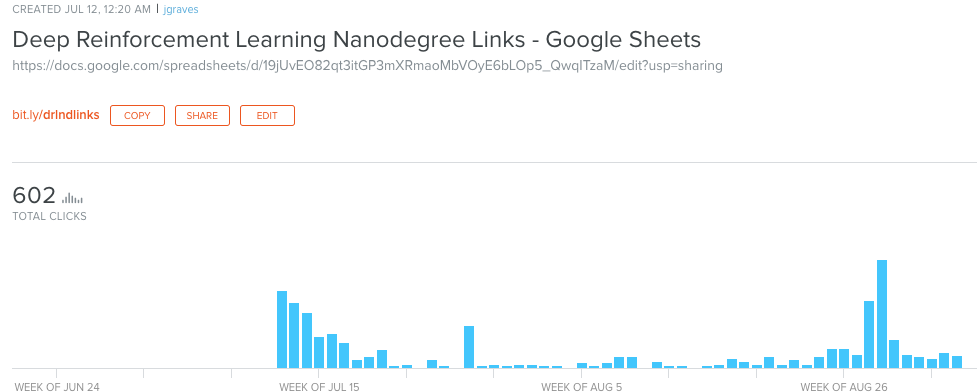 CREATED JUL 12, 12:20 AM | jgraves
Deep Reinforcement Learning Nanodegree Links - Google Sheets
https://docs.google.com/spreadsheets/d/19jUvEO82qt3itGP3mXRmaoMbVOyE6bLOp5_QwqITzaM/edit?usp=sharing
bit.ly/drlndlinks COPY SHARE EDIT
602
TOTAL CLICKS
WEEK OF JUN 24 WEEK OF JUL 15 WEEK OF AUG 5 WEEK OF AUG 26